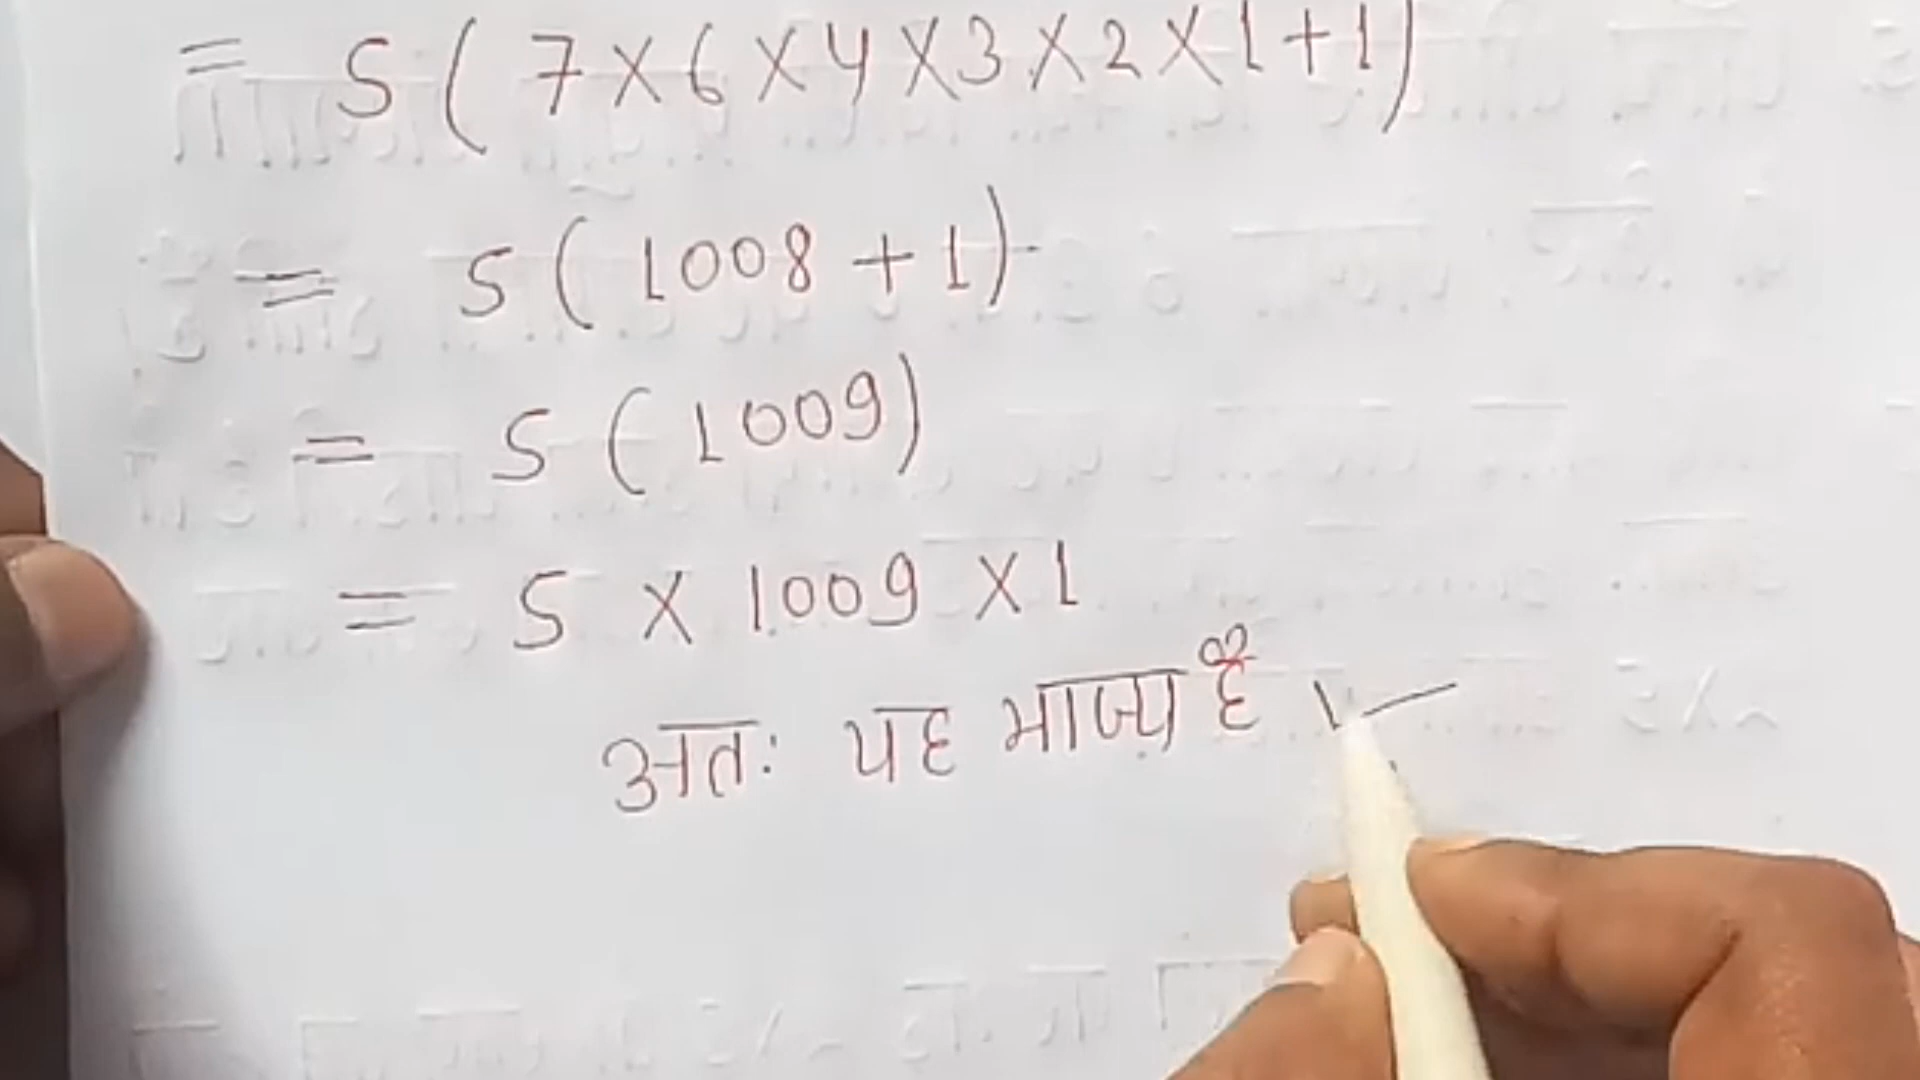 = 5 ( 7 × 6 × 4 × 3 × 2 × 1 + 1 )
= 5 ( 1008 + 1 )
= 5 ( 1009 )
= 5 × 1009 × 1
अतः यह भाज्य है